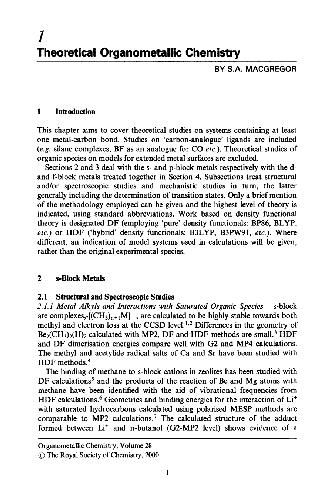 1
Theoretical Organometallic Chemistry
BY S.A. MACGREGOR
1 Introduction
This chapter aims to cover theoretical studies on systems containing at least
one metal-carbon bond. Studies on 'carbon-analogue' ligands are included
(e.g. silane complexes, BF as an analogue for CO etc.). Theoretical studies of
organic species on models for extended metal surfaces are excluded.
Sections 2 and 3 deal with the s- and p-block metals respectively with the d-
and f-block metals treated together in Section 4. Subsections treat structural
and/or spectroscopic studies and mechanistic studies in turn, the latter
generally including the determination of transition states. Only a brief mention
of the methodology employed can be given and the highest level of theory is
indicated, using standard abbreviations. Work based on density functional
theory is designated DF (employing 'pure' density functionals: BP86, BLYP,
etc.) or HDF ('hybrid' density functionals: B3LYP, B3PW91, etc.). Where
different, an indication of model systems used in calculations will be given,
rather than the original experimental species.
2 s-Block Metals
2.1 Structural and Spectroscopic Studies
2.1.1 Metal Alkyls and Interactions with Saturated Organic Species – s-block
are calculated to be highly stable towards both
methyl and electron loss at the CCSD level.1,2 Differences in the geometry of
calculated with MP2, DF and HDF methods are small.3 HDF
and DF dimerisation energies compare well with G2 and MP4 calculations.
The methyl and acetylide radical salts of Ca and Sr have been studied with
HDF methods.4
The binding of methane to s-block cations in zeolites has been studied with
DF calculations5 and the products of the reaction of Be and Mg atoms with
methane have been identified with the aid of vibrational frequencies from
HDF calculations.6 Geometries and binding energies for the interaction of Li+
with saturated hydrocarbons calculated using polarised MESP methods are
comparable to MP2 calculations.7 The calculated structure of the adduct
formed between Li+ and n-butanol (G2-MP2 level) shows evidence of a
Organometallic Chemistry, Volume 28
© The Royal Society of Chemistry, 2000
1